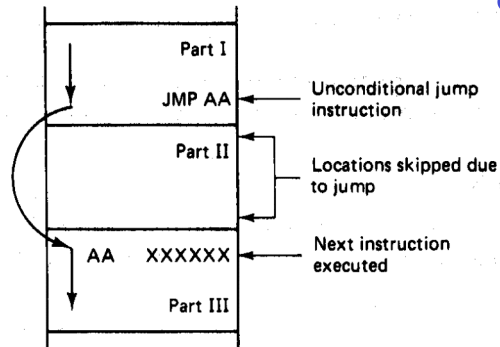 Part I
JMP AA
Unconditional jump
instruction
Part II
Locations skipped due
to jump
AA XXXXXX
Next instruction
executed
Part III